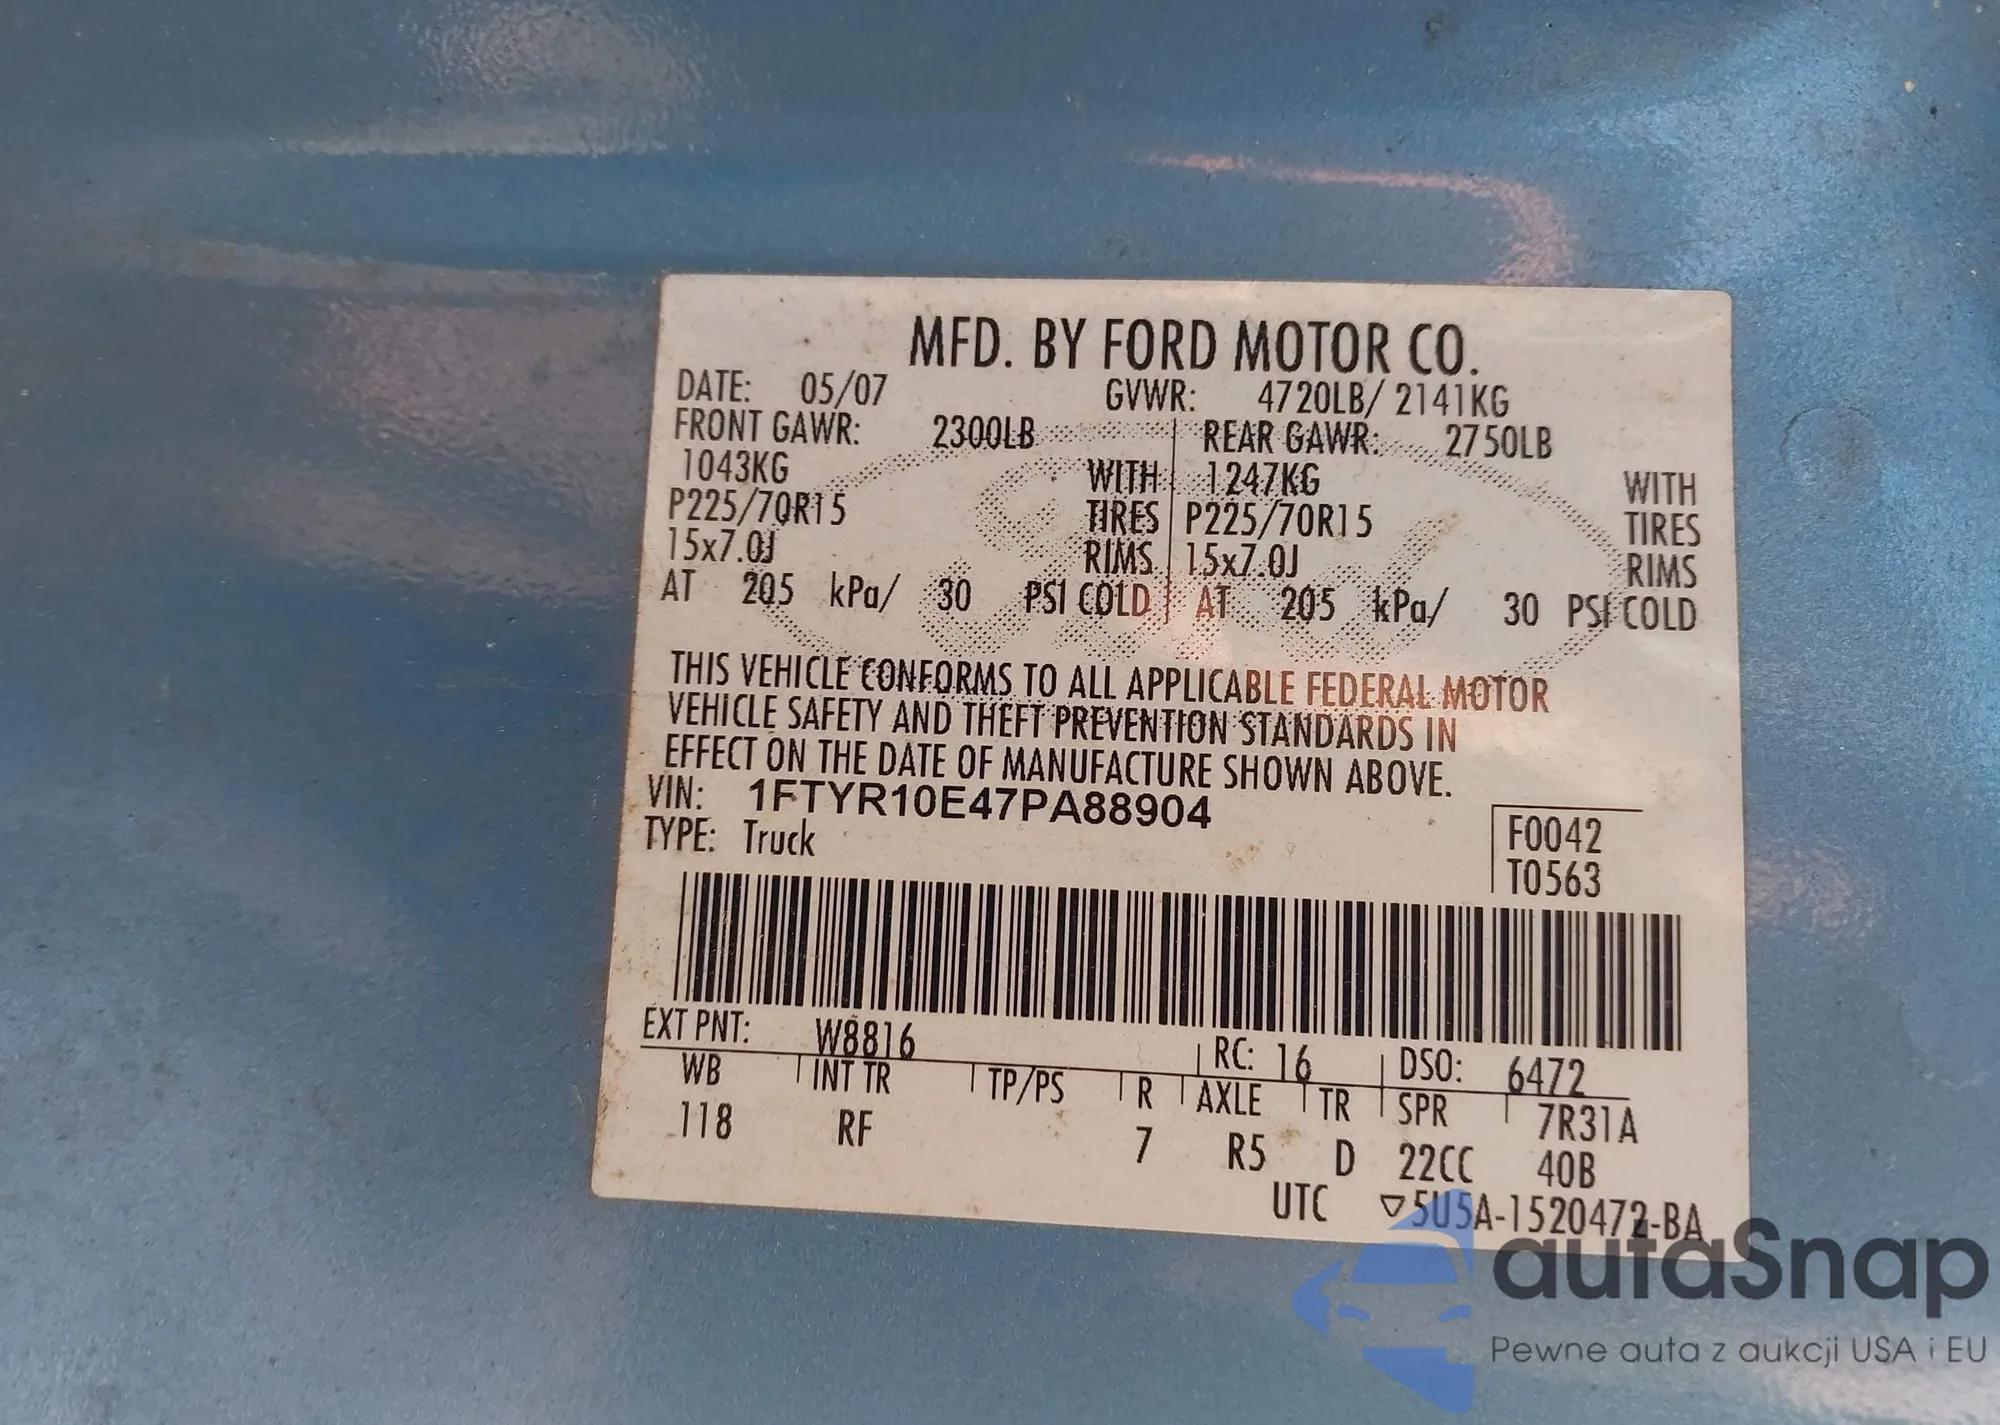 MFD. BY FORD MOTOR CO.
DATE: 05/07 GVWR: 4720LB/ 2141KG
FRONT GAWR: 2300LB REAR GAWR: 2750LB
1043KG WITH 1247KG WITH
P225/70R15 TIRES P225/70R15 TIRES
15x7.0J RIMS 15x7.0J RIMS
AT 205 kPa/ 30 PSI COLD AT 205 kPa/ 30 PSI COLD
THIS VEHICLE CONFORMS TO ALL APPLICABLE FEDERAL MOTOR
VEHICLE SAFETY AND THEFT PREVENTION STANDARDS IN
EFFECT ON THE DATE OF MANUFACTURE SHOWN ABOVE.
VIN: 1FTYR10E47PA88904
TYPE: Truck
F0042
T0563
EXT PNT: W8816 RC: 16 DSO: 6472
WB INT TR TP/PS R AXLE TR SPR 7R31A
118 RF 7 R5 D 22CC 40B
UTC ▽5U5A-1520472-BA
autaSnap
Pewne auta z aukcji USA i EU